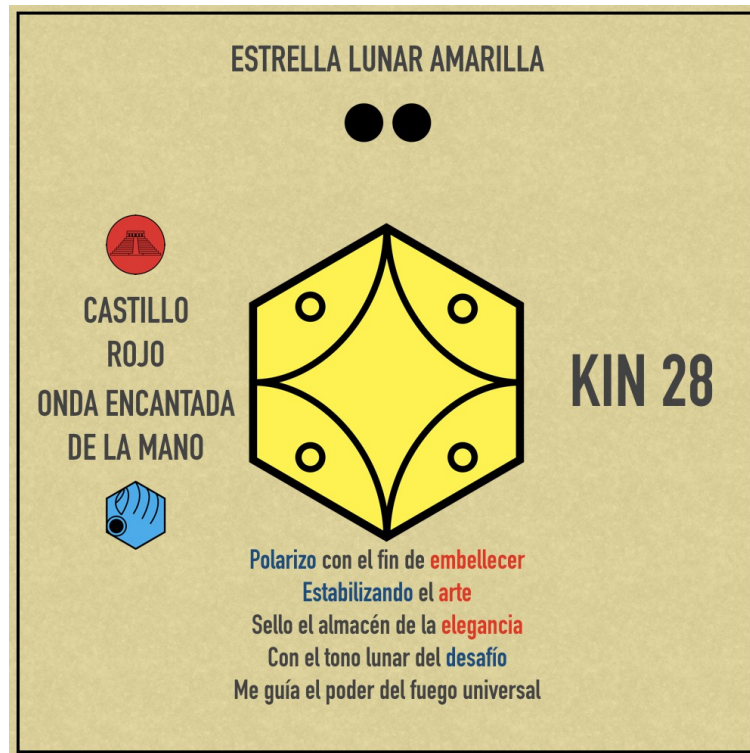 ESTRELLA LUNAR AMARILLA
CASTILLO
ROJO
ONDA ENCANTADA
DE LA MANO
KIN 28
Polarizo con el fin de embellecer
Estabilizando el arte
Sello el almacén de la elegancia
Con el tono lunar del desafío
Me guía el poder del fuego universal